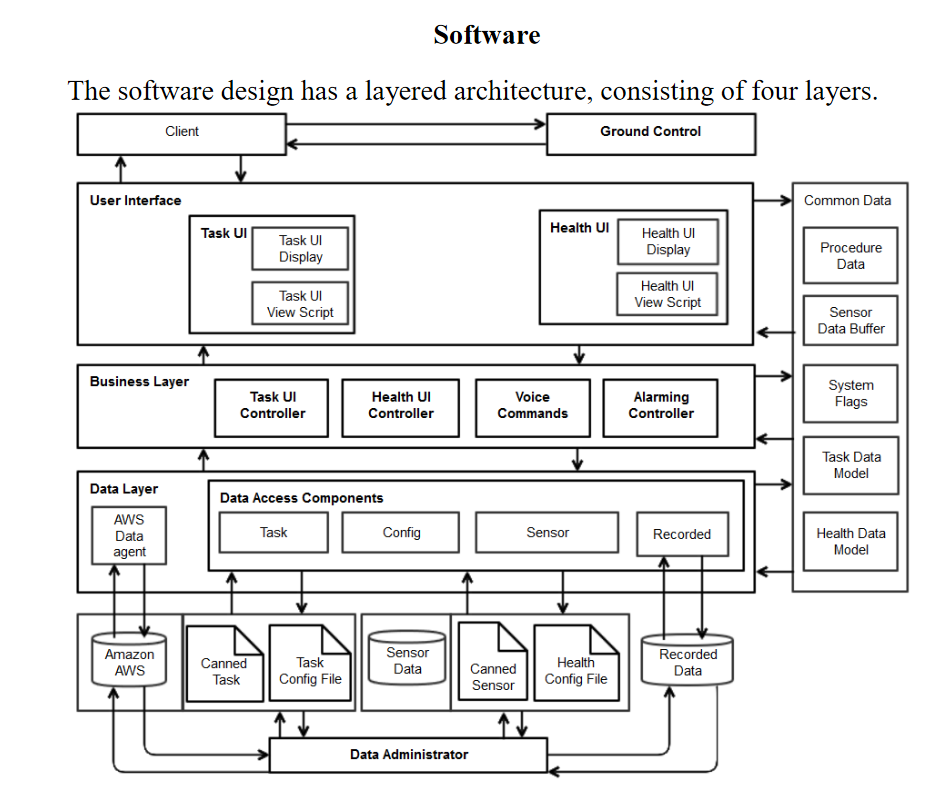 Software
The software design has a layered architecture, consisting of four layers.
Client
Ground Control
User Interface
Task UI
Task UI
Display
Task UI
View Script
Health UI
Health UI
Display
Health UI
View Script
Common Data
Procedure
Data
Sensor
Data Buffer
System
Flags
Task Data
Model
Health Data
Model
Business Layer
Task UI
Controller
Health UI
Controller
Voice
Commands
Alarming
Controller
Data Layer
AWS
Data
agent
Data Access Components
Task
Config
Sensor
Recorded
Amazon
AWS
Canned
Task
Task
Config File
Sensor
Data
Canned
Sensor
Health
Config File
Recorded
Data
Data Administrator